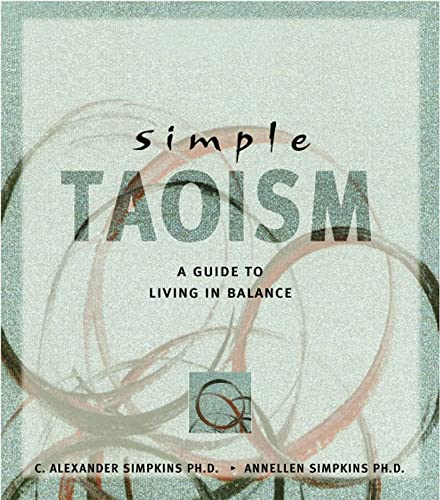 simple
TAOISM
A GUIDE TO
LIVING IN BALANCE
C. ALEXANDER SIMPKINS PH.D. ▸ ANNELLEN SIMPKINS PH.D.